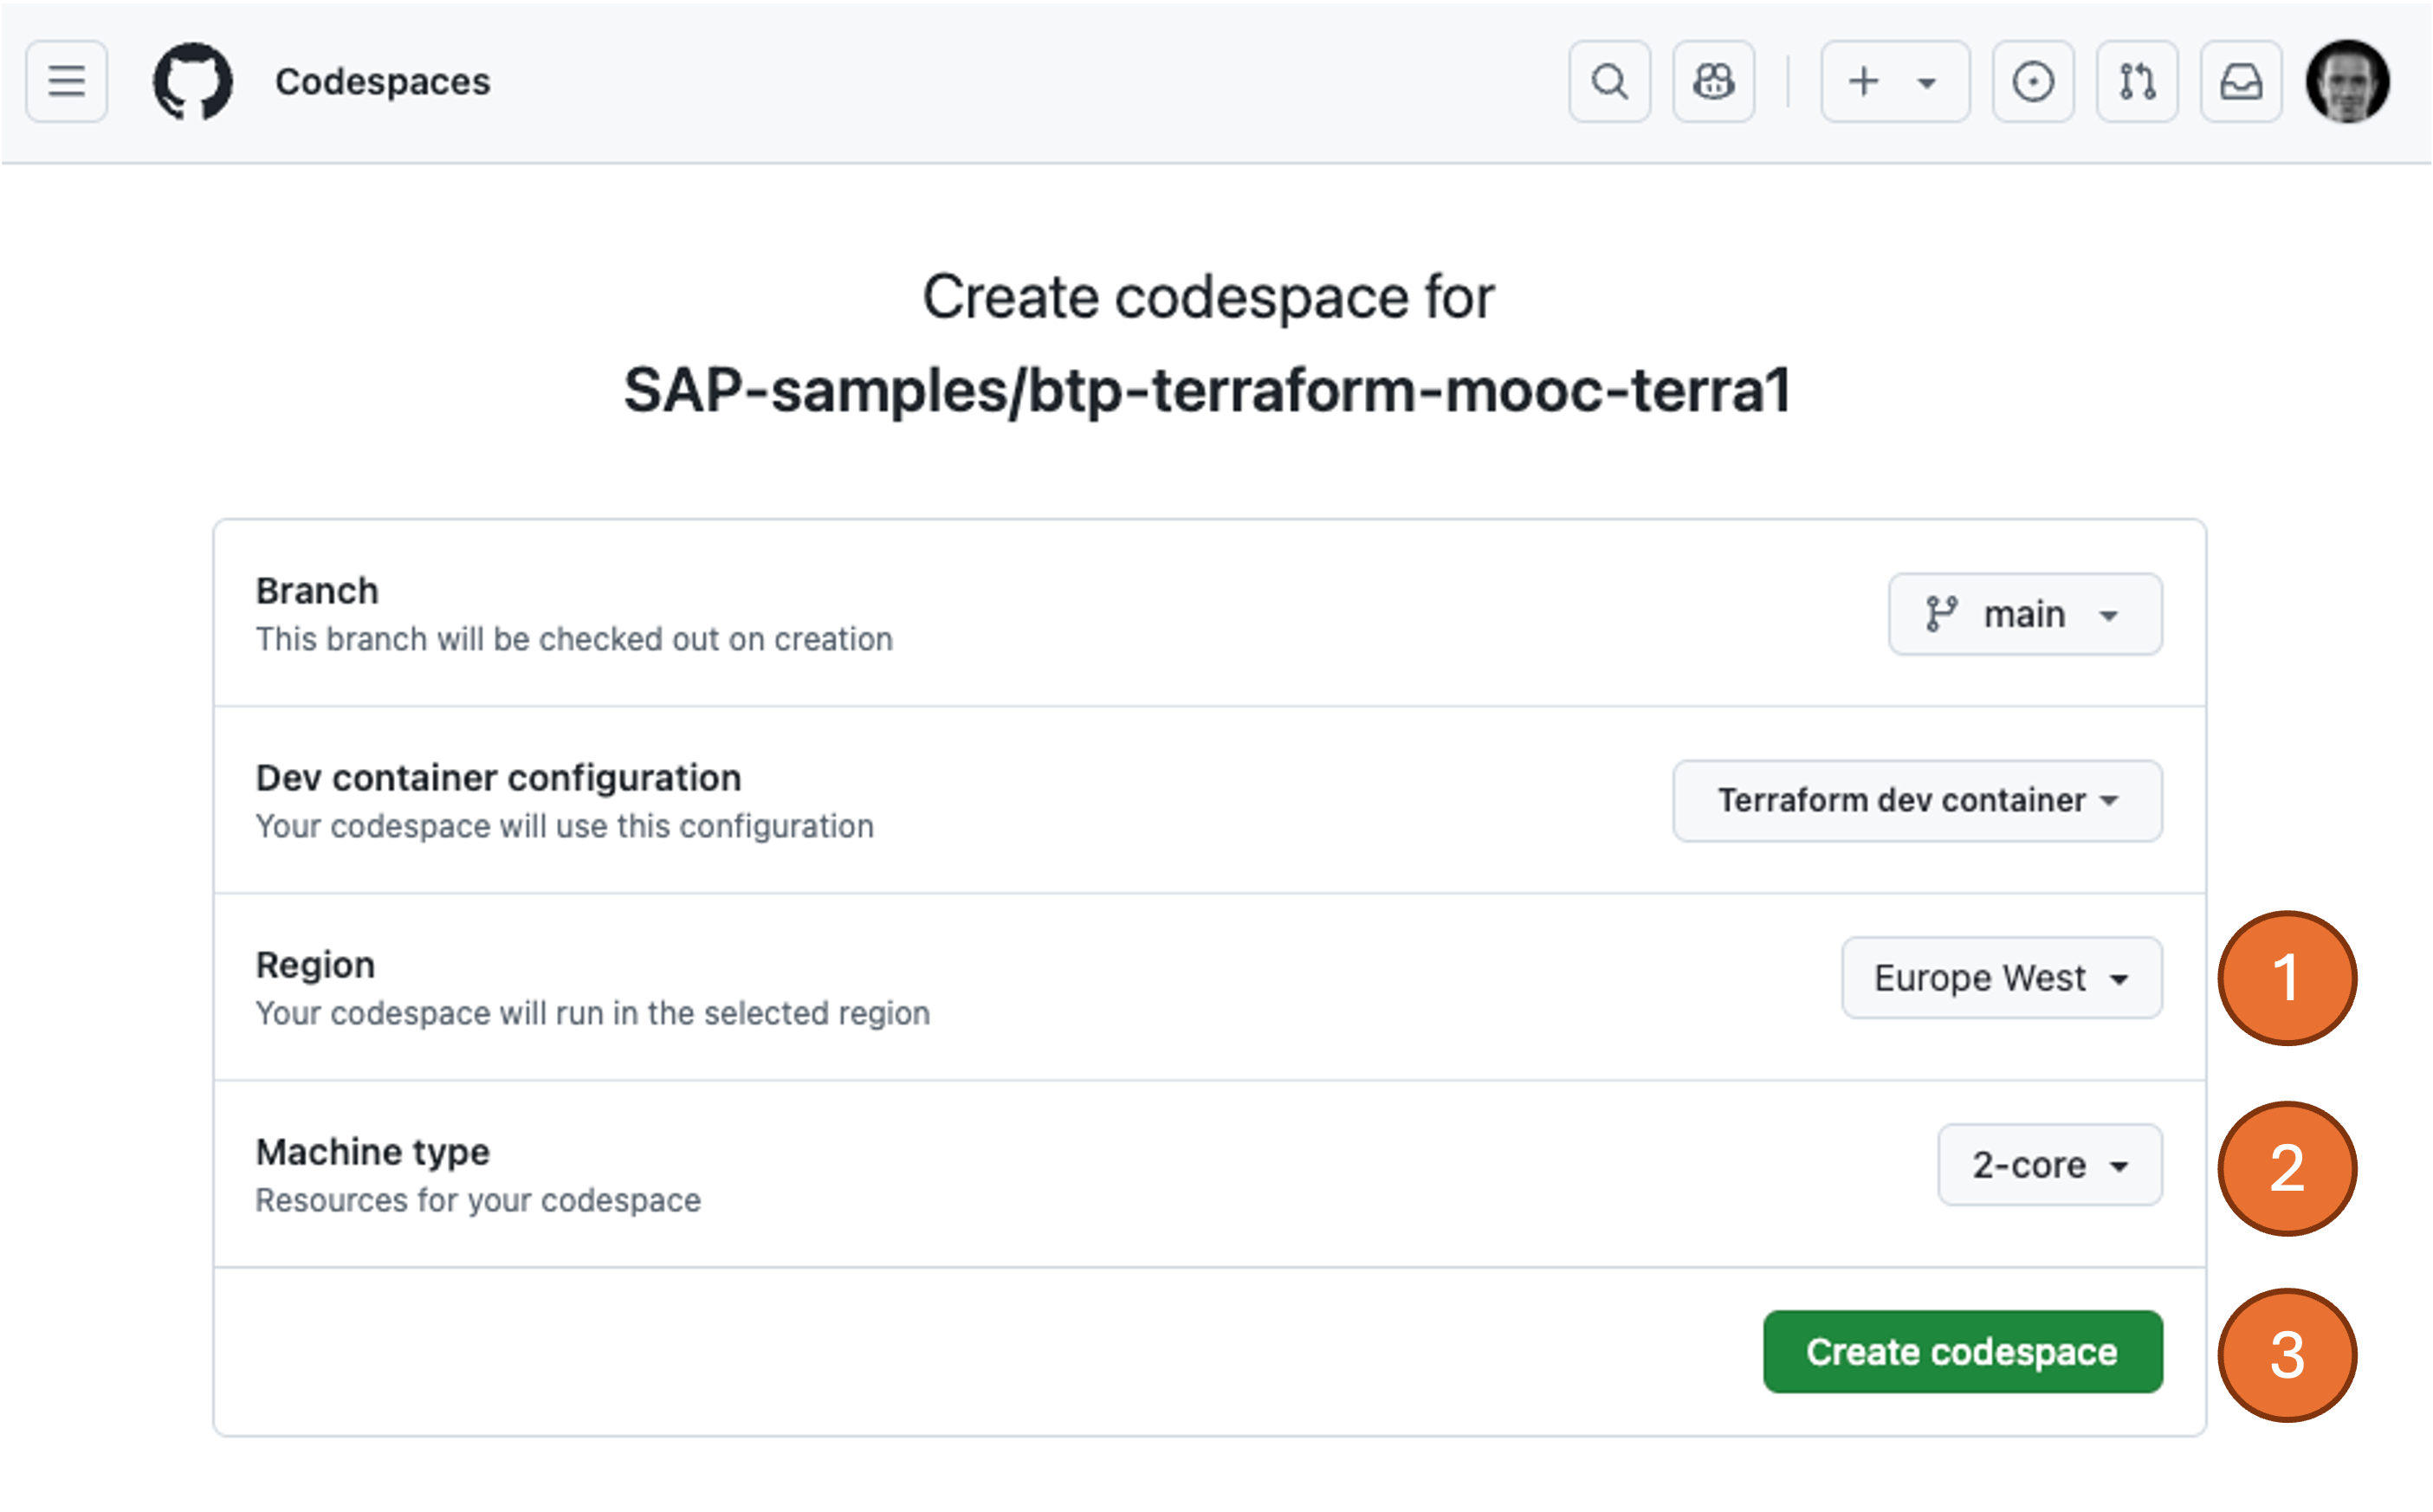 Codespaces
Create codespace for
SAP-samples/btp-terraform-mooc-terra1
Branch
This branch will be checked out on creation
main
Dev container configuration
Your codespace will use this configuration
Terraform dev container
Region
Your codespace will run in the selected region
Europe West
1
Machine type
Resources for your codespace
2-core
2
Create codespace
3